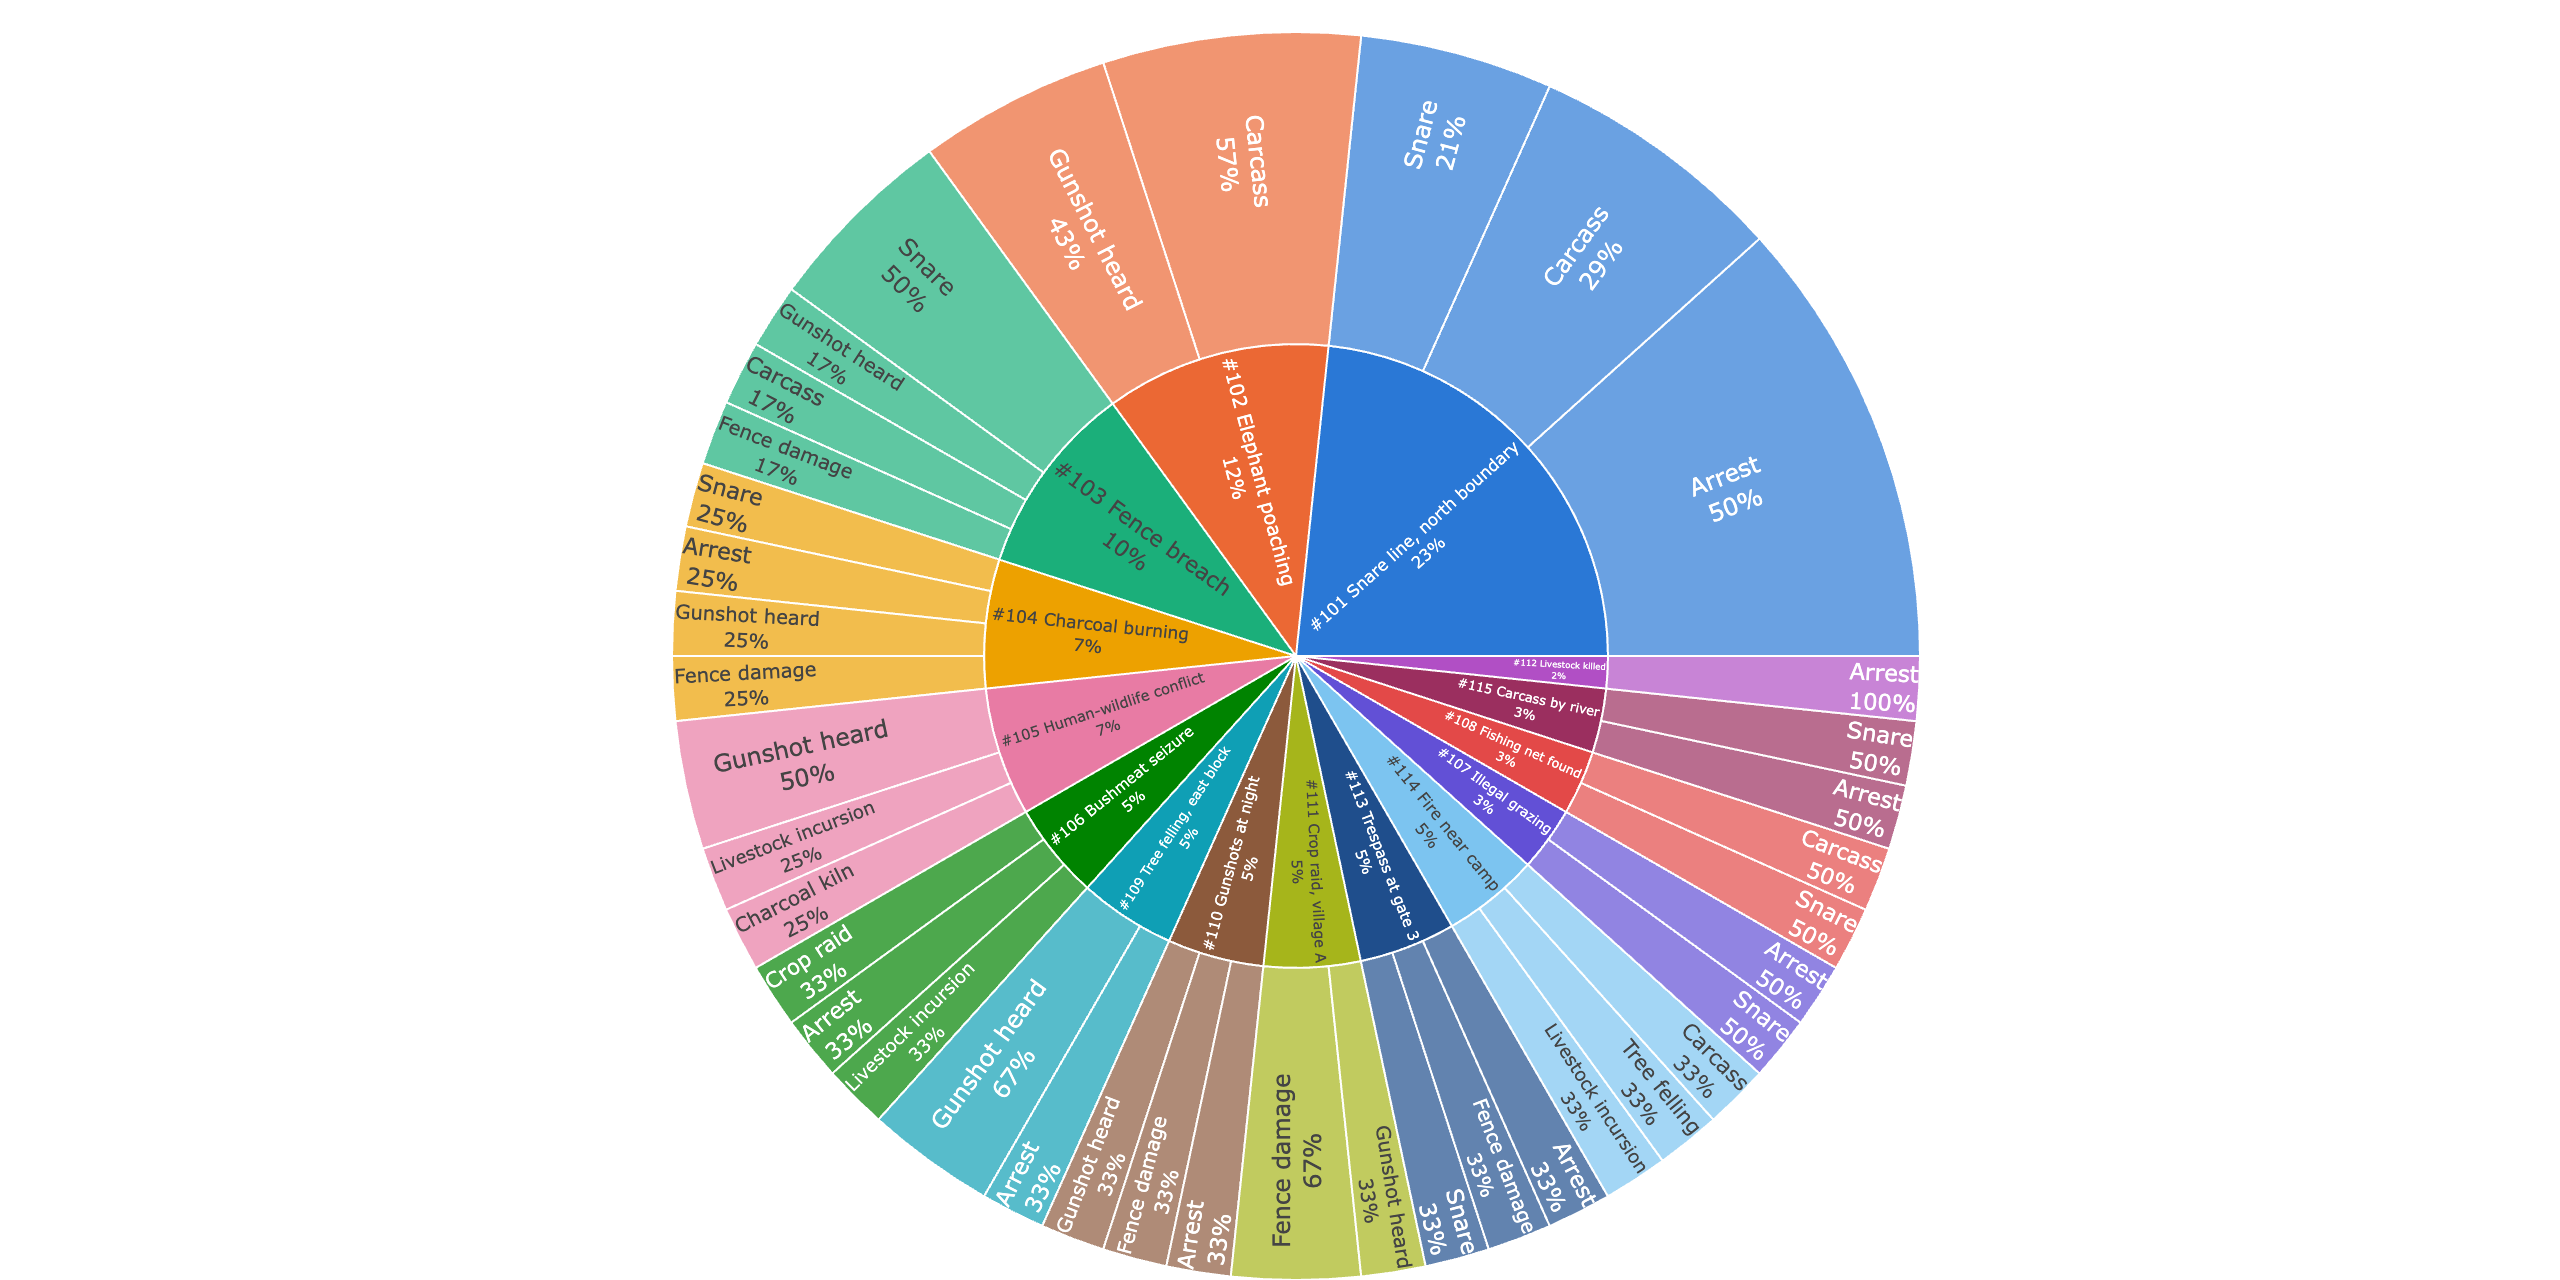 #101 Snare line, north boundary
23%
Snare
21%
Carcass
29%
Arrest
50%
#102 Elephant poaching
12%
Gunshot heard
43%
Carcass
57%
#103 Fence breach
10%
Snare
50%
Gunshot heard
17%
Carcass
17%
Fence damage
17%
#104 Charcoal burning
7%
Snare
25%
Arrest
25%
Gunshot heard
25%
Fence damage
25%
#105 Human-wildlife conflict
7%
Gunshot heard
50%
Livestock incursion
25%
Charcoal kiln
25%
#106 Bushmeat seizure
5%
Crop raid
33%
Arrest
33%
Livestock incursion
33%
#109 Tree felling, east block
5%
Gunshot heard
67%
Arrest
33%
#110 Gunshots at night
5%
Gunshot heard
33%
Fence damage
33%
Arrest
33%
#111 Crop raid, village A
5%
Fence damage
67%
Gunshot heard
33%
#113 Trespass at gate 3
5%
Snare
33%
Fence damage
33%
Arrest
33%
#114 Fire near camp
5%
Livestock incursion
33%
Tree felling
33%
Carcass
33%
#107 Illegal grazing
3%
Snare
50%
Arrest
50%
#108 Fishing net found
3%
Snare
50%
Carcass
50%
#115 Carcass by river
3%
Arrest
50%
Snare
50%
#112 Livestock killed
2%
Arrest
100%